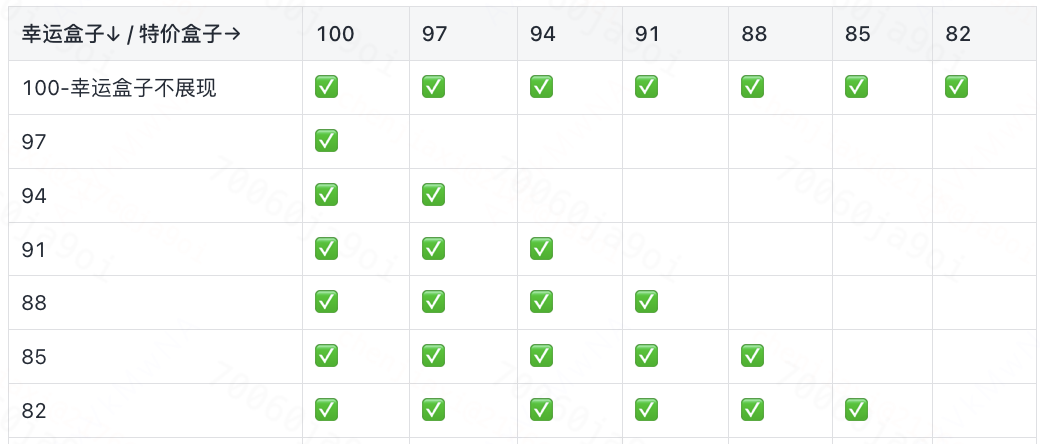 幸运盒子↓ / 特价盒子→ 100 97 94 91 88 85 82
100-幸运盒子不展现 ✅ ✅ ✅ ✅ ✅ ✅ ✅
97 ✅
94 ✅ ✅
91 ✅ ✅ ✅
88 ✅ ✅ ✅ ✅
85 ✅ ✅ ✅ ✅ ✅
82 ✅ ✅ ✅ ✅ ✅ ✅